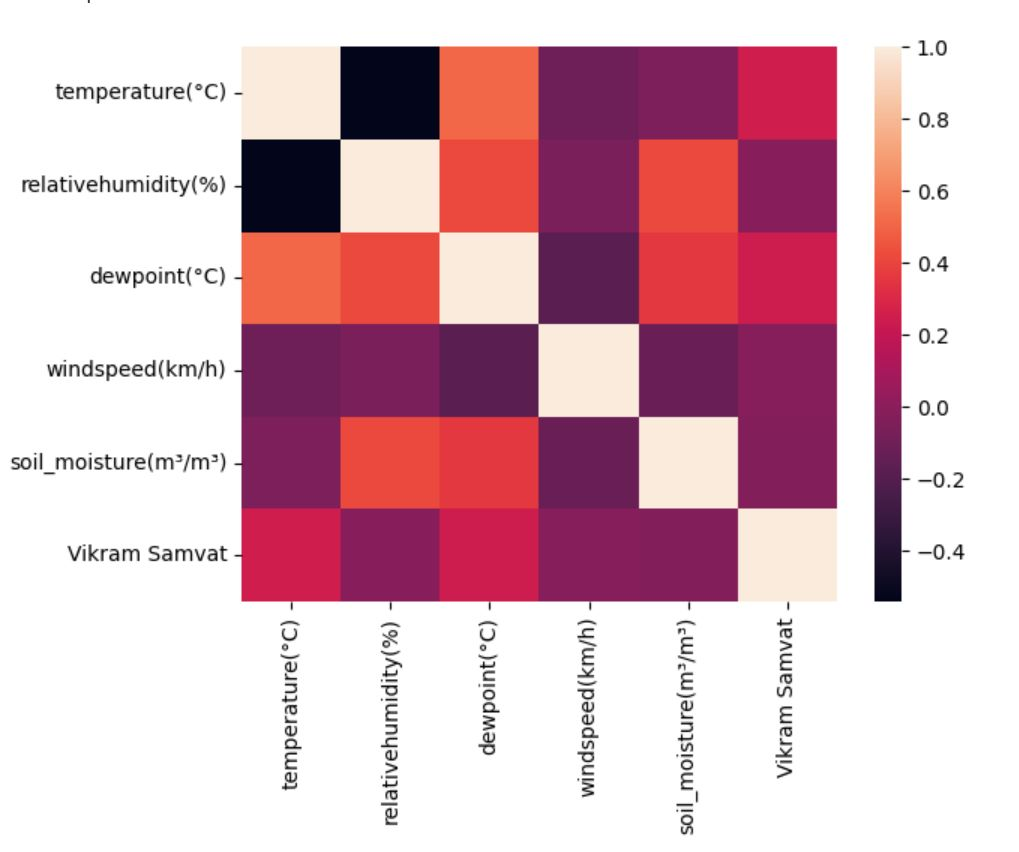 temperature(°C)
relativehumidity(%)
dewpoint(°C)
windspeed(km/h)
soil_moisture(m³/m³)
Vikram Samvat
temperature(°C)
relativehumidity(%)
dewpoint(°C)
windspeed(km/h)
soil_moisture(m³/m³)
Vikram Samvat
1.0
0.8
0.6
0.4
0.2
0.0
−0.2
−0.4